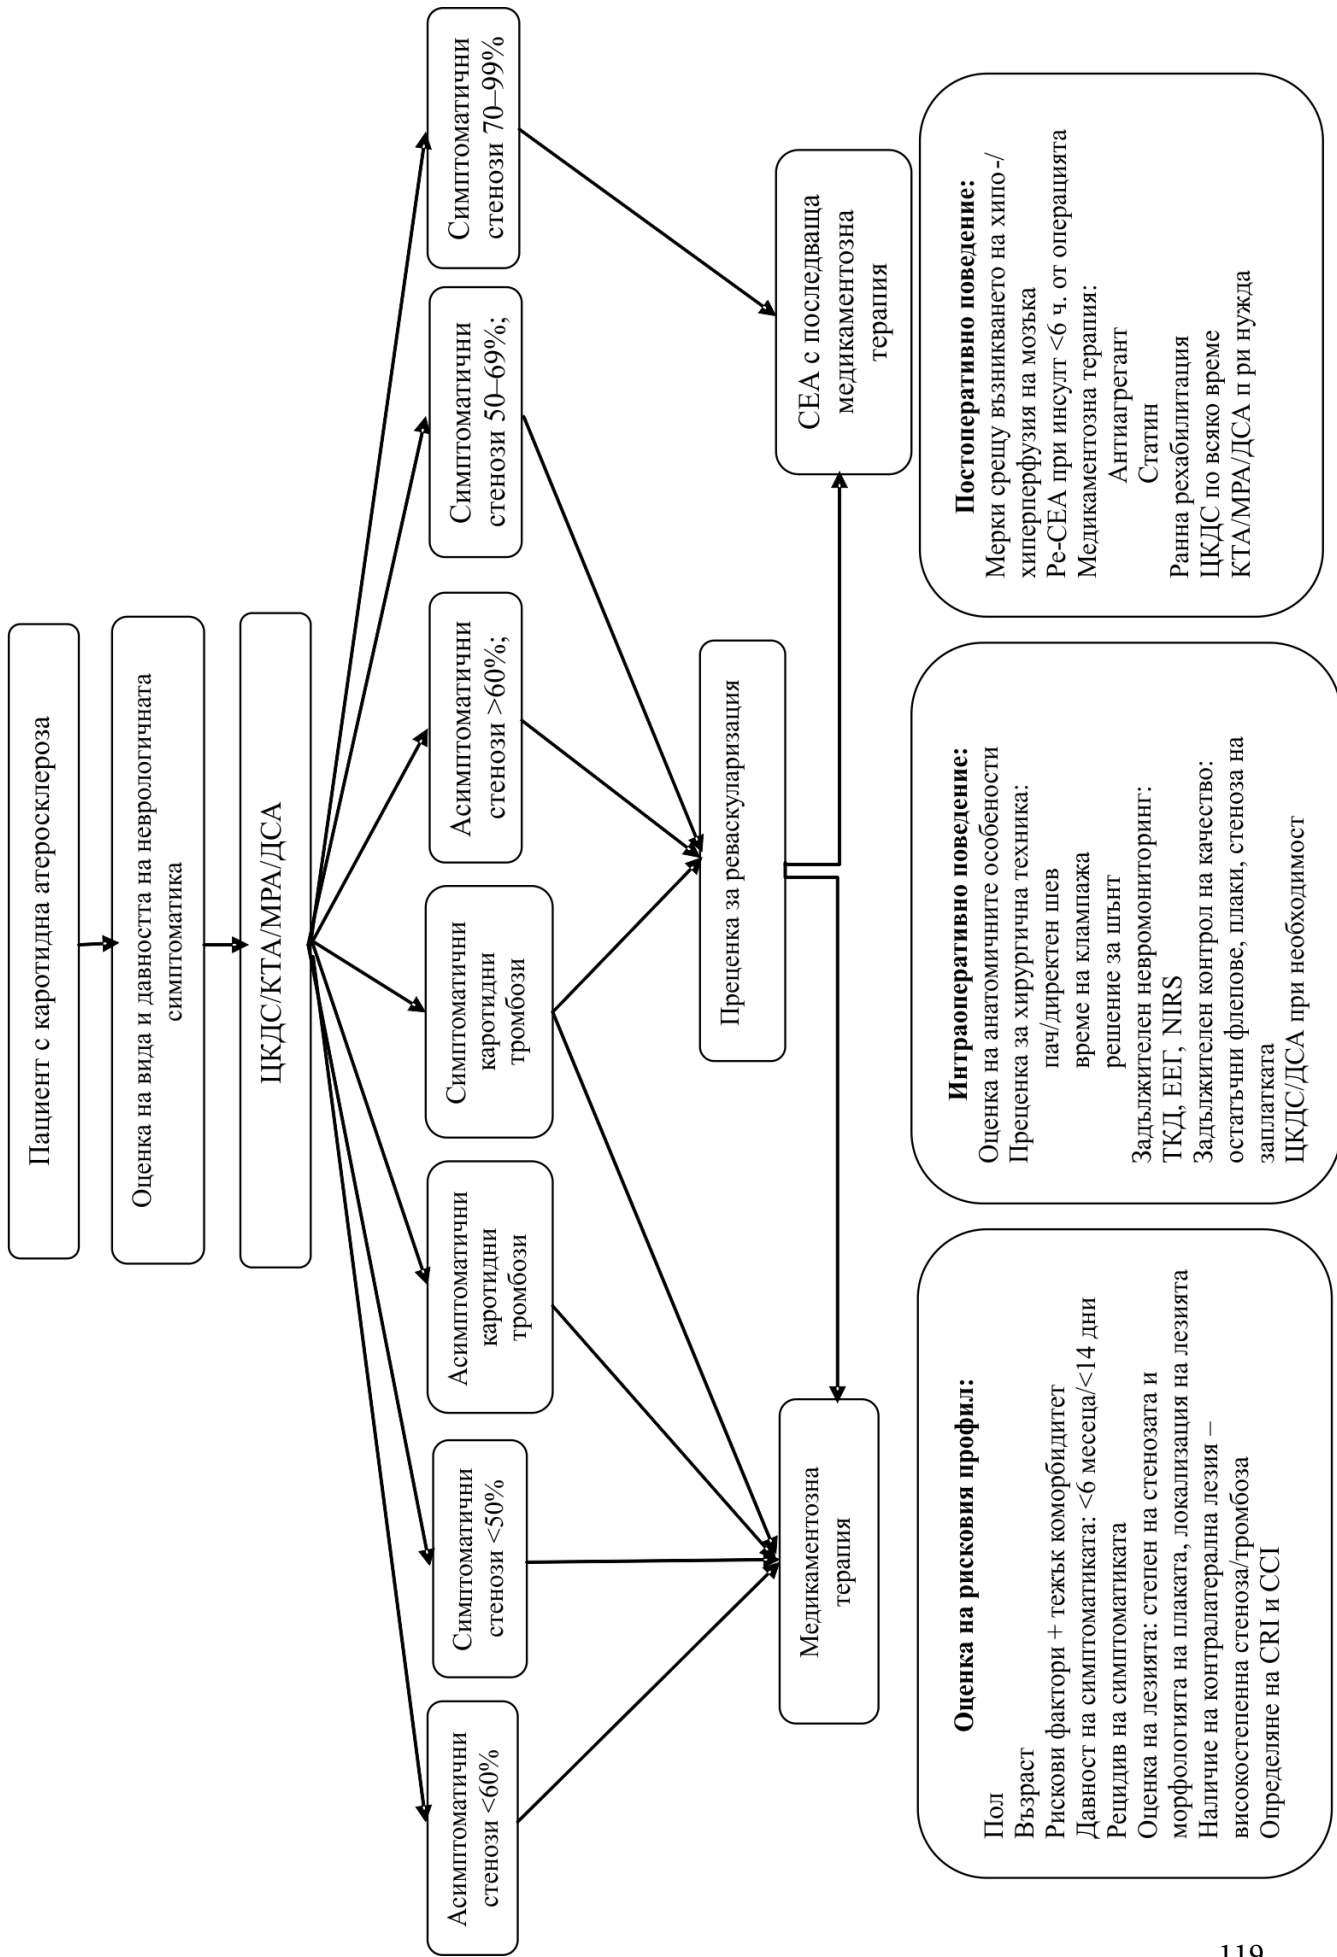 Пациент с каротидна атеросклероза
Оценка на вида и давността на неврологичната
симптоматика
ЦКДС/КТА/МРА/ДСА
Асимптоматични
стенози <60%
Симптоматични
стенози <50%
Асимптоматични
каротидни
тромбози
Симптоматични
каротидни
тромбози
Асимптоматични
стенози >60%;
Симптоматични
стенози 50–69%;
Симптоматични
стенози 70–99%
Преценка за реваскуларизация
Медикаментозна
терапия
СЕА с последваща
медикаментозна
терапия
Оценка на рисковия профил:
Пол
Възраст
Рискови фактори + тежък коморбидитет
Давност на симптоматиката: <6 месеца/<14 дни
Рецидив на симптоматиката
Оценка на лезията: степен на стенозата и
морфологията на плаката, локализация на лезията
Наличие на контралатерална лезия –
високостепенна стеноза/тромбоза
Определяне на CRI и CCI
Интраоперативно поведение:
Оценка на анатомичните особености
Преценка за хирургична техника:
пач/директен шев
време на клампажа
решение за шънт
Задължителен невромониторинг:
ТКД, ЕЕГ, NIRS
Задължителен контрол на качество:
остатъчни флепове, плаки, стеноза на
заплатката
ЦКДС/ДСА при необходимост
Постоперативно поведение:
Мерки срещу възникването на хипо-/
хиперперфузия на мозъка
Ре-СЕА при инсулт <6 ч. от операцията
Медикаментозна терапия:
Антиагрегант
Статин
Ранна рехабилитация
ЦКДС по всяко време
КТА/МРА/ДСА п ри нужда
119